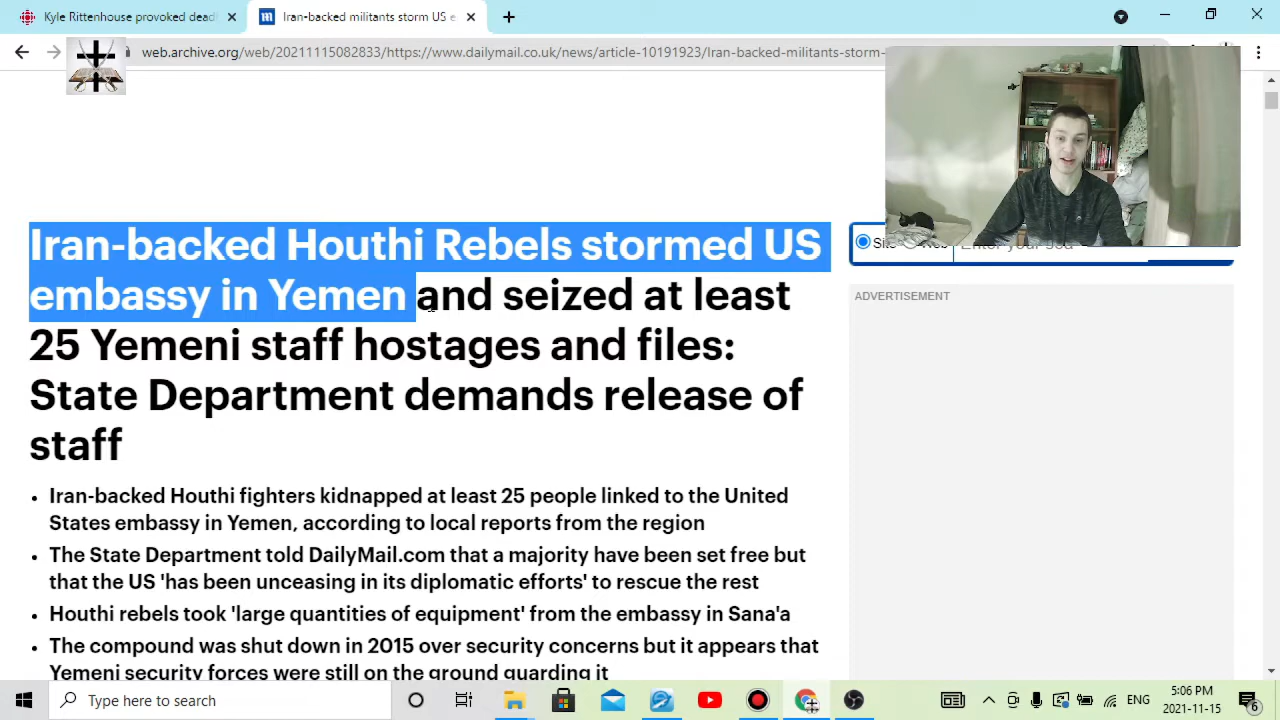 Kyle Rittenhouse provoked deadl
Iran-backed militants storm US e
web.archive.org/web/20211115082833/https://www.dailymail.co.uk/news/article-10191923/Iran-backed-militants-storm-
Iran-backed Houthi Rebels stormed US
embassy in Yemen and seized at least
25 Yemeni staff hostages and files:
State Department demands release of
staff
Iran-backed Houthi fighters kidnapped at least 25 people linked to the United
States embassy in Yemen, according to local reports from the region
The State Department told DailyMail.com that a majority have been set free but
that the US 'has been unceasing in its diplomatic efforts' to rescue the rest
Houthi rebels took 'large quantities of equipment' from the embassy in Sana'a
The compound was shut down in 2015 over security concerns but it appears that
Yemeni security forces were still on the ground guarding it
Site
Enter your
ADVERTISEMENT
Type here to search
ENG
5:06 PM
2021-11-15
6